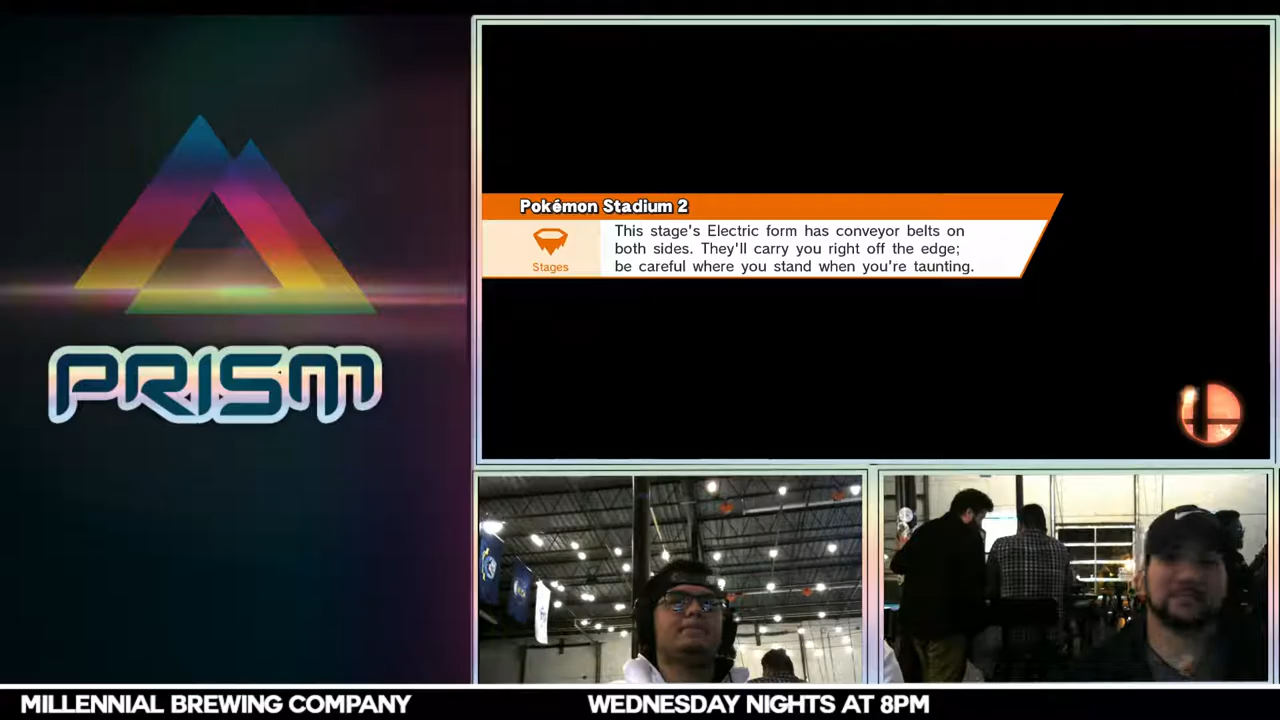 PRISM
Pokémon Stadium 2
Stages
This stage's Electric form has conveyor belts on
both sides. They'll carry you right off the edge;
be careful where you stand when you're taunting.
MILLENNIAL BREWING COMPANY
WEDNESDAY NIGHTS AT 8PM